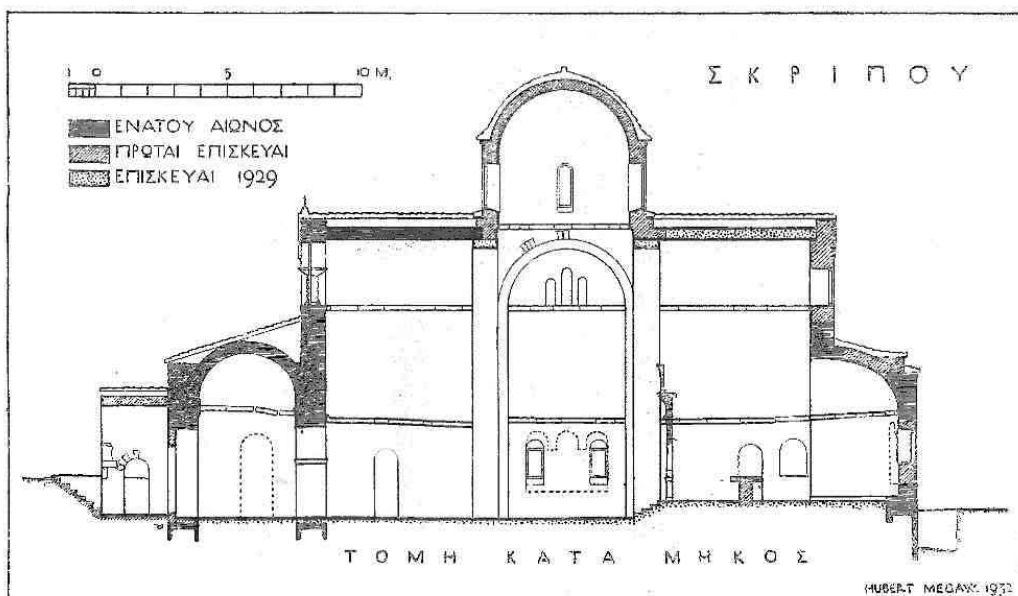 1 0 5 10 M.
ΣΚΡΙΠΟΥ
ΕΝΑΤΟΥ ΑΙΩΝΟΣ
ΠΡΩΤΑΙ ΕΠΙΣΚΕΥΑΙ
ΕΠΙΣΚΕΥΑΙ 1929
ΤΟΜΗ ΚΑΤΑ ΜΗΚΟΣ
HUBERT MEGAW. 1932